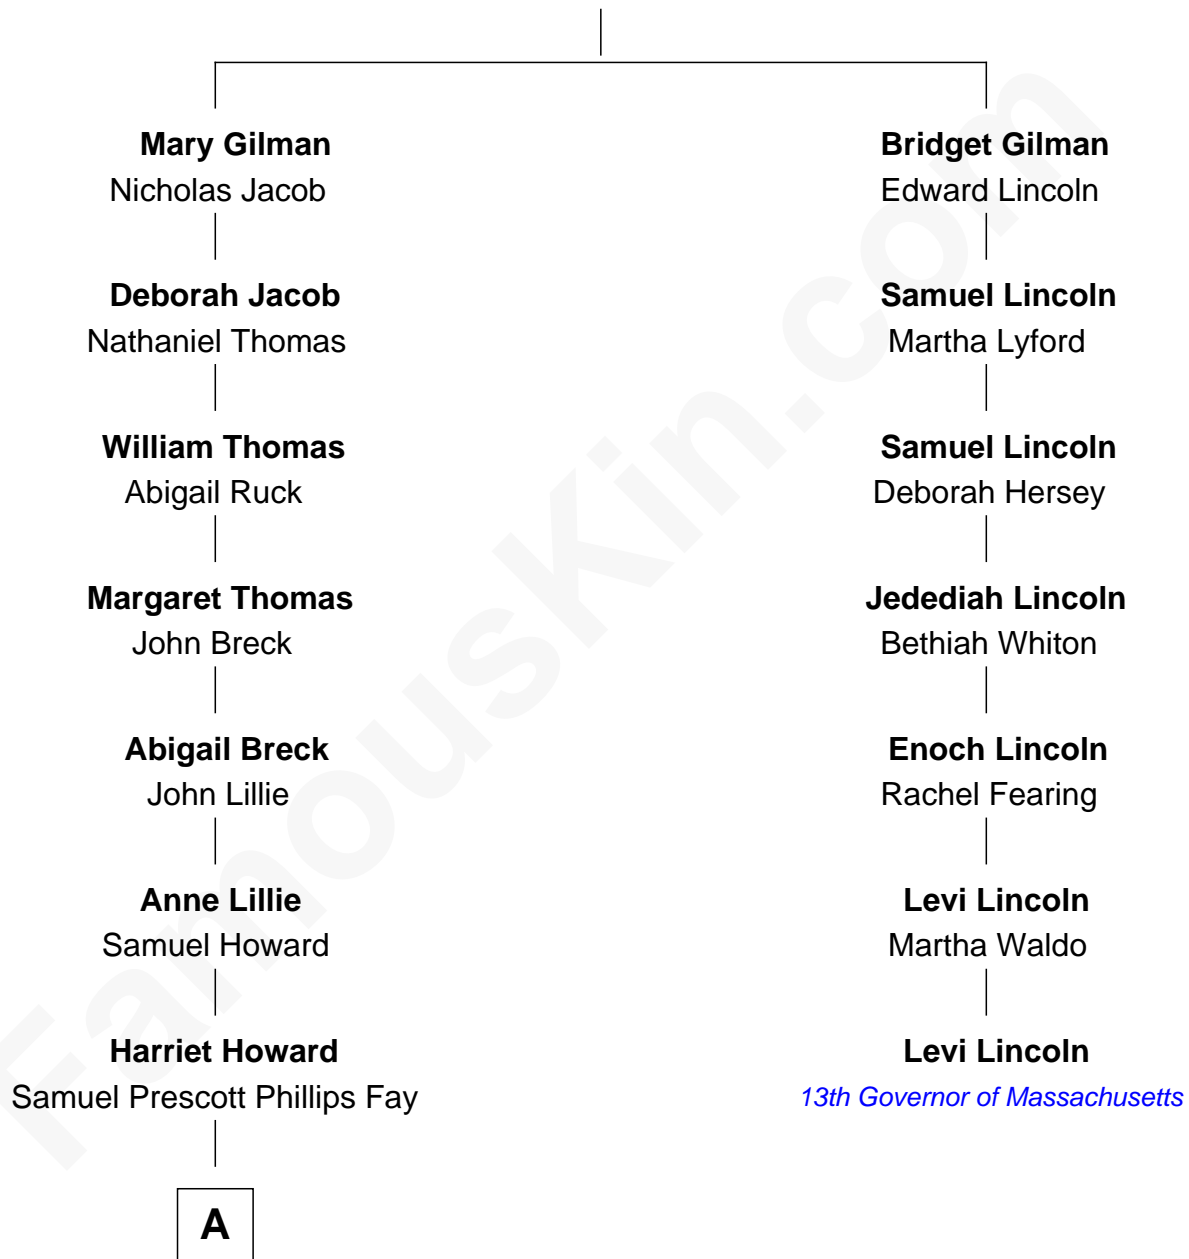 Mary Gilman
Nicholas Jacob
Deborah Jacob
Nathaniel Thomas
William Thomas
Abigail Ruck
Margaret Thomas
John Breck
Abigail Breck
John Lillie
Anne Lillie
Samuel Howard
Harriet Howard
Samuel Prescott Phillips Fay
A
Bridget Gilman
Edward Lincoln
Samuel Lincoln
Martha Lyford
Samuel Lincoln
Deborah Hersey
Jedediah Lincoln
Bethiah Whiton
Enoch Lincoln
Rachel Fearing
Levi Lincoln
Martha Waldo
Levi Lincoln
13th Governor of Massachusetts
FamousKin.com